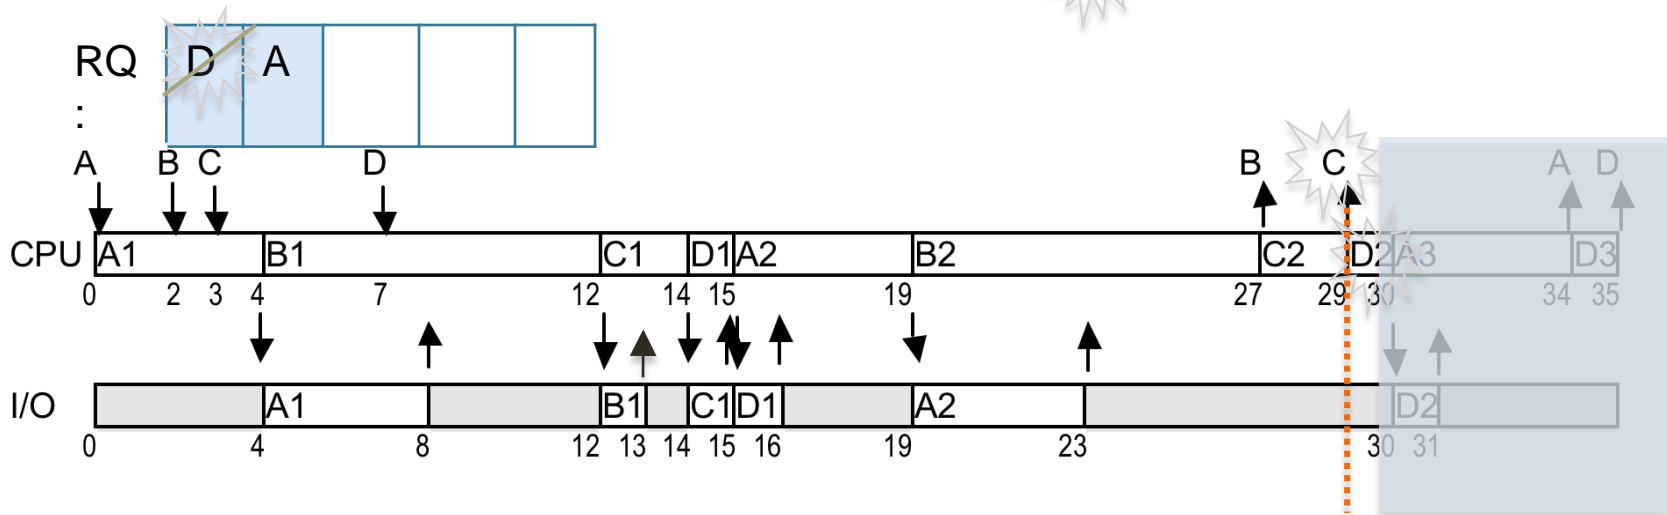 RQ D A
:
A B C D B C A D
CPU A1 B1 C1 D1 A2 B2 C2 D2 A3 D3
0 2 3 4 7 12 14 15 19 27 29 30 34 35
I/O A1 B1 C1 D1 A2 D2
0 4 8 12 13 14 15 16 19 23 30 31